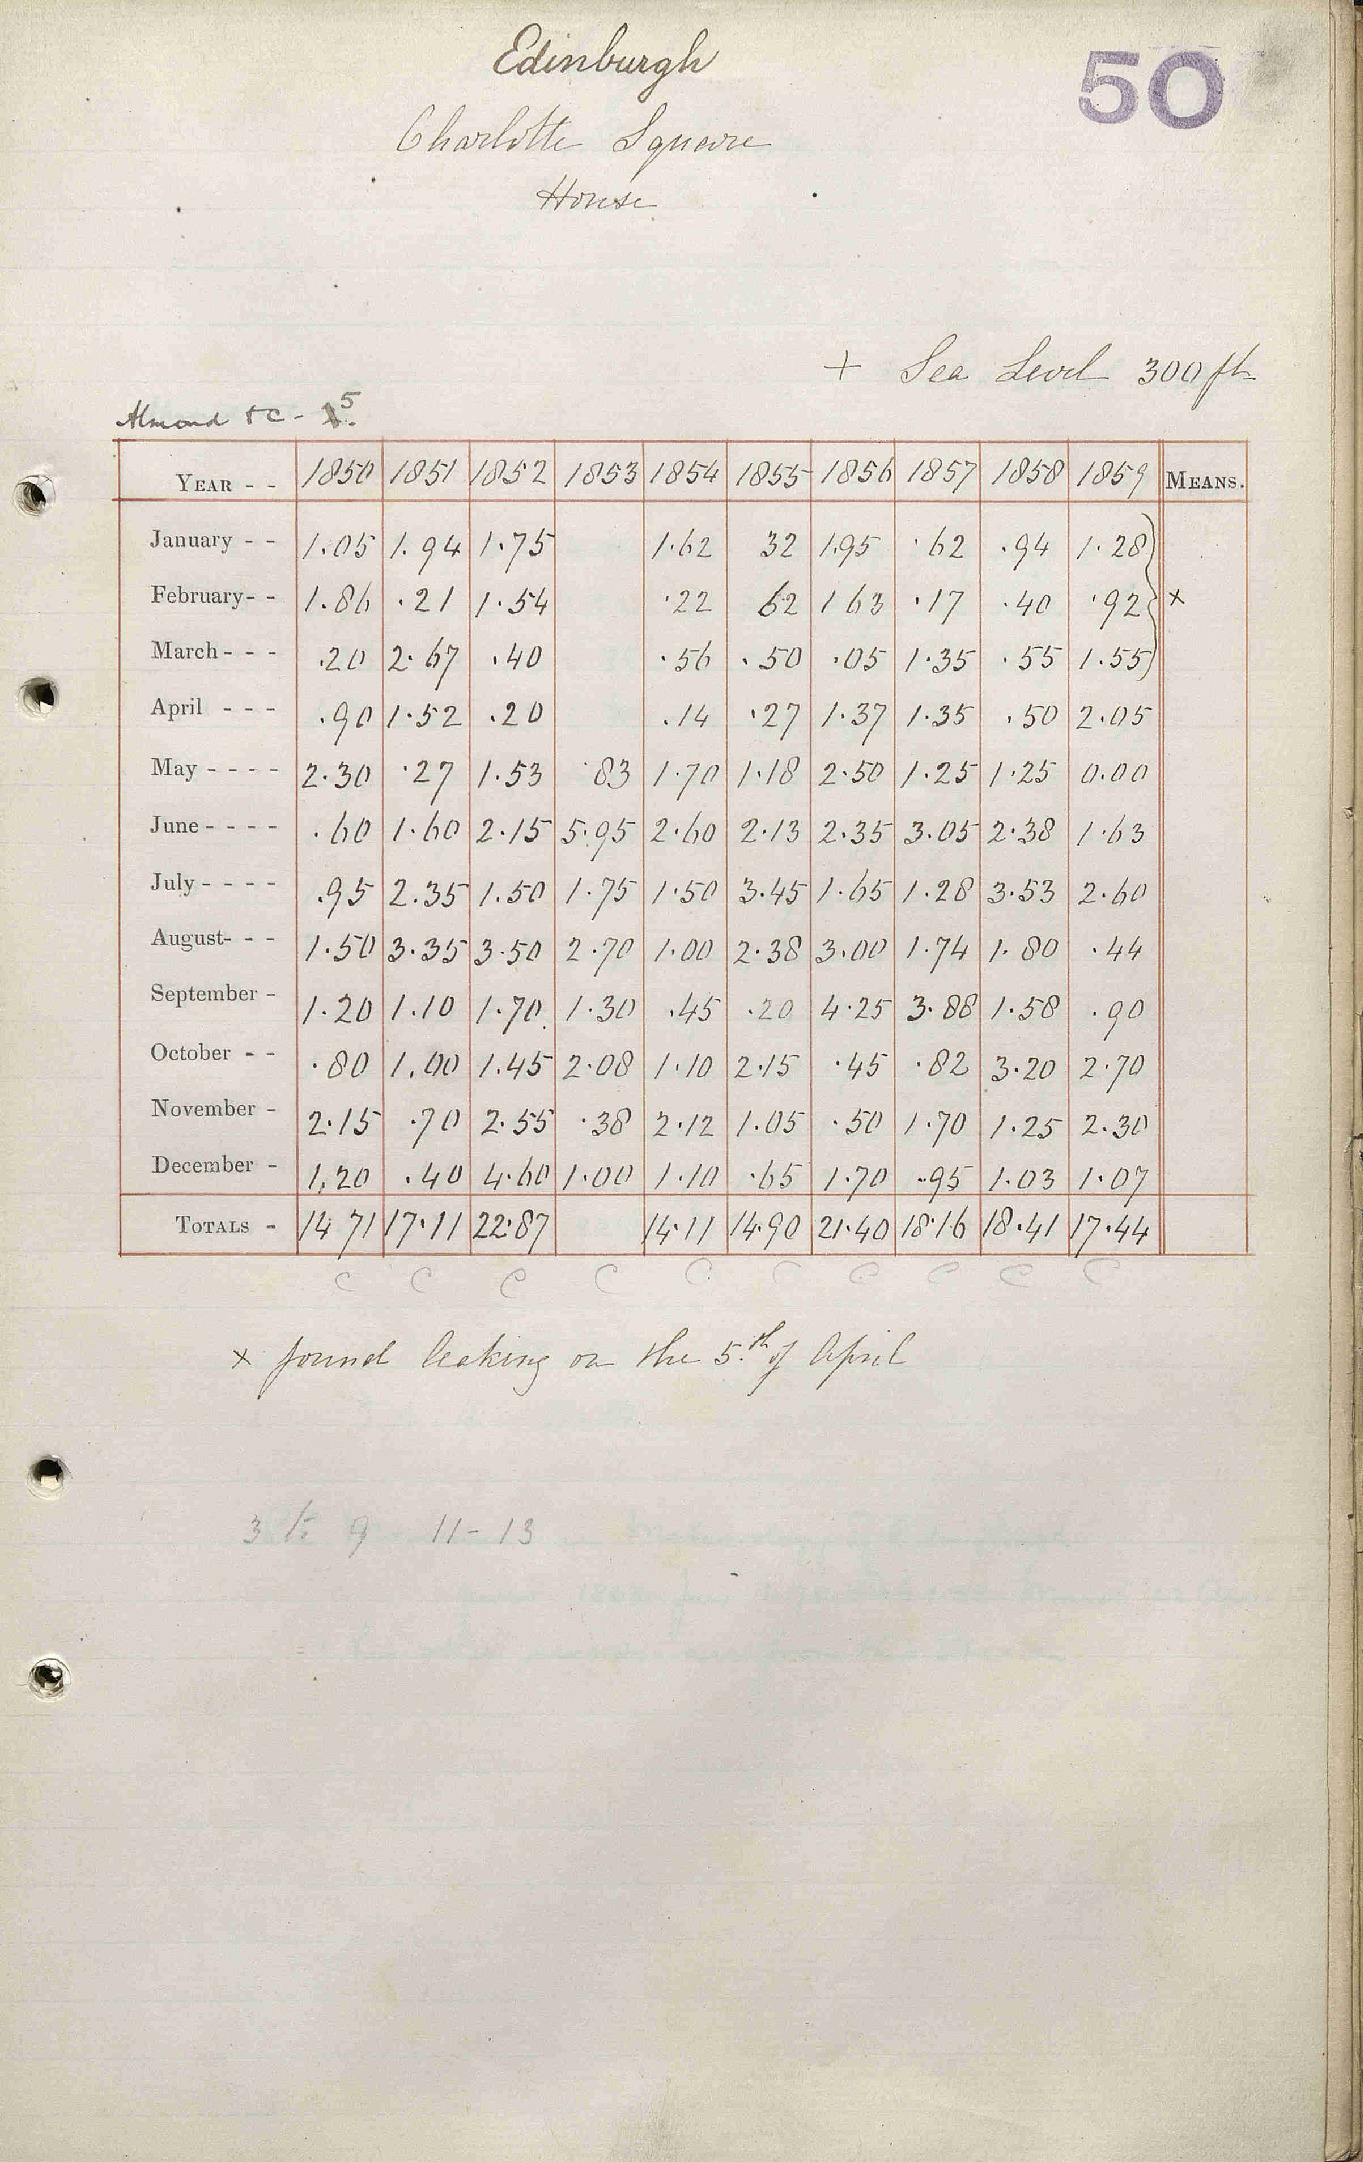 Edinburgh
50
Charlotte Square
House
+ Sea Level 300 ft
Almond & C - 5.
YEAR - - 1850 1851 1852 1853 1854 1855 1856 1857 1858 1859 MEANS.
January - - 1.05 1.94 1.75 1.62 32 1.95 .62 .94 1.28
February - - 1.86 .21 1.54 .22 62 1 63 .17 .40 .92 x
March - - - .20 2.67 .40 .56 .50 .05 1.35 .55 1.55
April - - - .90 1.52 .20 .14 .27 1.37 1.35 .50 2.05
May - - - - 2.30 .27 1.53 .83 1.70 1.18 2.50 1.25 1.25 0.00
June - - - - .60 1.60 2.15 5.95 2.60 2.13 2.35 3.05 2.38 1.63
July - - - - .95 2.35 1.50 1.75 1.50 3.45 1.65 1.28 3.53 2.60
August - - - 1.50 3.35 3.50 2.70 1.00 2.38 3.00 1.74 1.80 .44
September - 1.20 1.10 1.70 1.30 .45 .20 4.25 3.88 1.58 .90
October - - .80 1.00 1.45 2.08 1.10 2.15 .45 .82 3.20 2.70
November - 2.15 .70 2.55 .38 2.12 1.05 .50 1.70 1.25 2.30
December - 1.20 .40 4.60 1.00 1.10 .65 1.70 .95 1.03 1.07
TOTALS - 14 71 17.11 22.87 14.11 14.90 21.40 18.16 18.41 17.44
C C C C C C C C C C
x found leaking on the 5.th of April
3 to 9 11 - 13